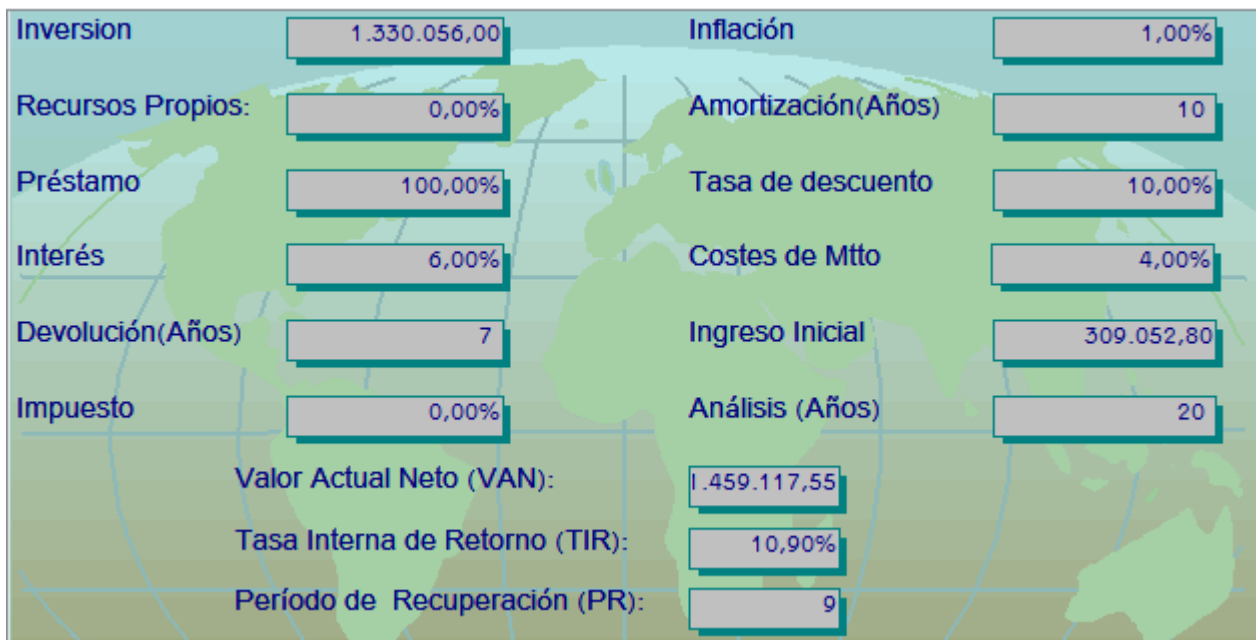 Inversion 1.330.056,00 Inflación 1,00%
Recursos Propios: 0,00% Amortización(Años) 10
Préstamo 100,00% Tasa de descuento 10,00%
Interés 6,00% Costes de Mtto 4,00%
Devolución(Años) 7 Ingreso Inicial 309.052,80
Impuesto 0,00% Análisis (Años) 20
Valor Actual Neto (VAN): 1.459.117,55
Tasa Interna de Retorno (TIR): 10,90%
Período de Recuperación (PR): 9